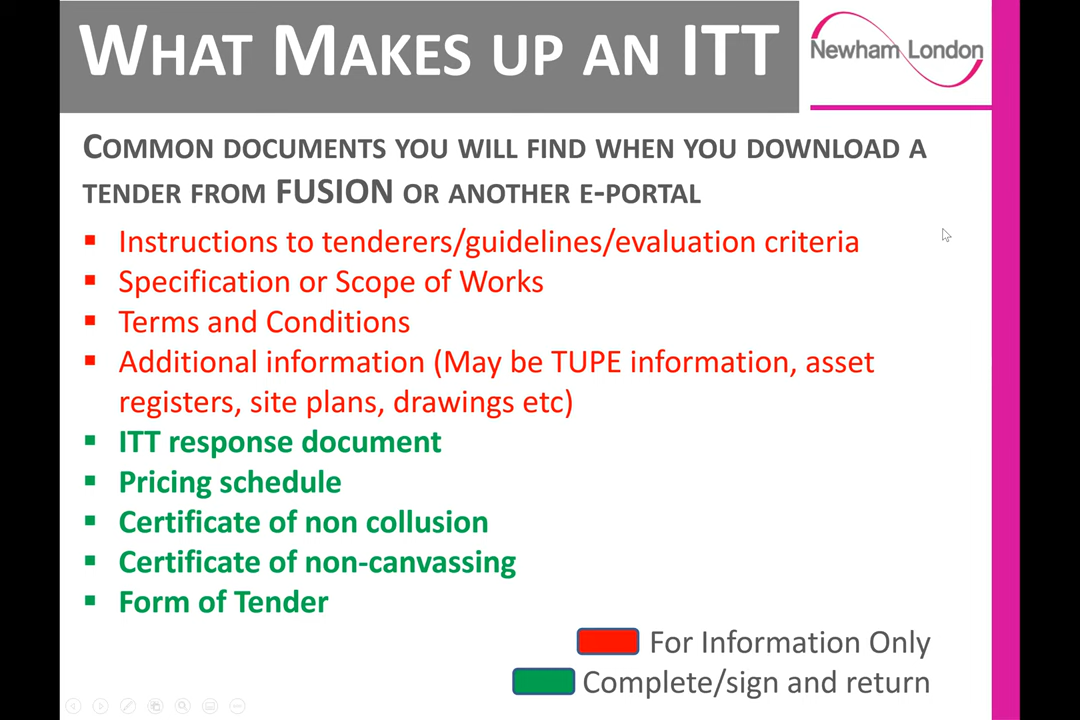 WHAT MAKES UP AN ITT
Newham London
COMMON DOCUMENTS YOU WILL FIND WHEN YOU DOWNLOAD A
TENDER FROM FUSION OR ANOTHER E-PORTAL
▪ Instructions to tenderers/guidelines/evaluation criteria
▪ Specification or Scope of Works
▪ Terms and Conditions
▪ Additional information (May be TUPE information, asset
registers, site plans, drawings etc)
▪ ITT response document
▪ Pricing schedule
▪ Certificate of non collusion
▪ Certificate of non-canvassing
▪ Form of Tender
For Information Only
Complete/sign and return